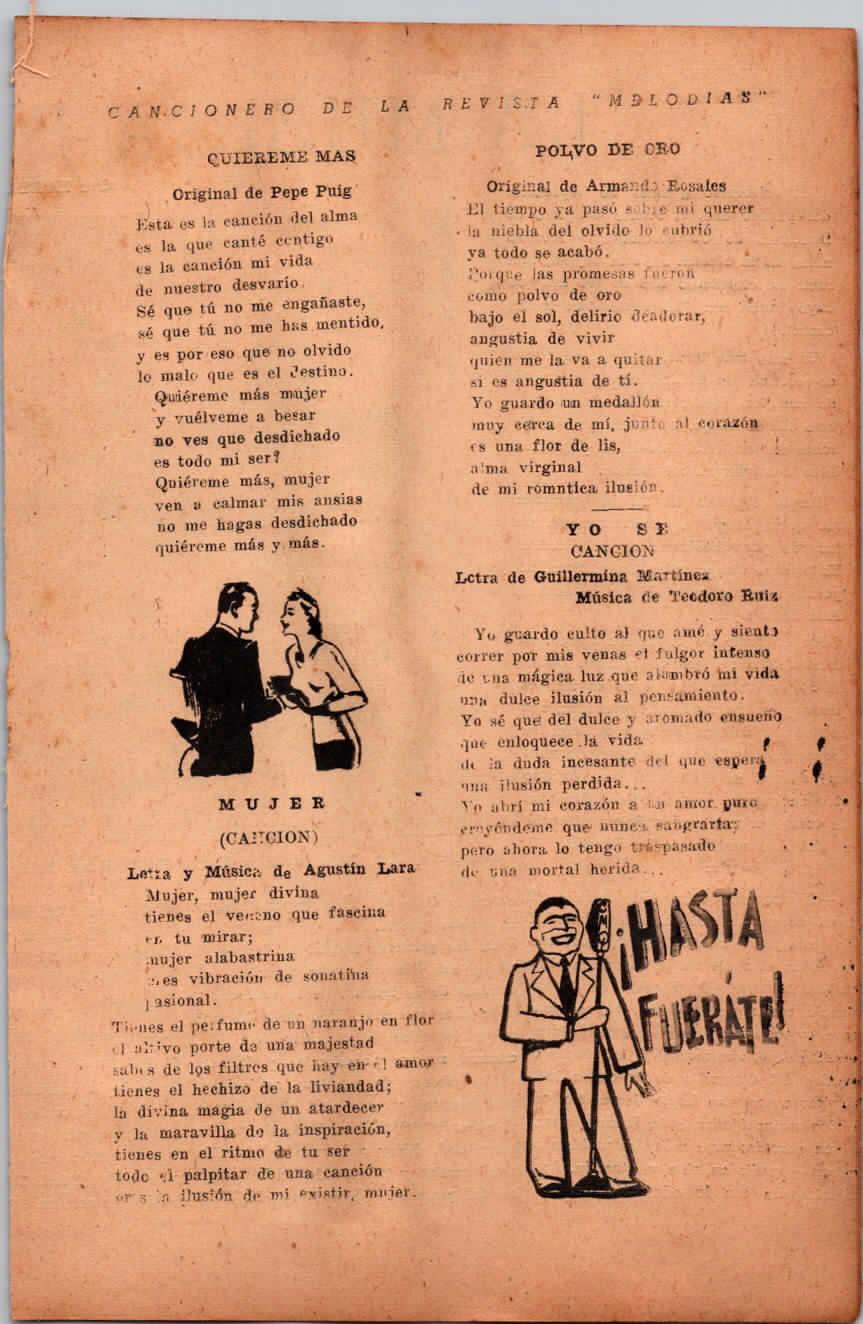 CANCIONERO DE LA REVISTA "MELODIAS"
QUIEREME MAS
Original de Pepe Puig
Esta es la canción del alma
es la que canté contigo
es la canción mi vida
de nuestro desvarío.
Sé que tú no me engañaste,
sé que tú no me has mentido,
y es por eso que no olvido
lo malo que es el destino.
Quiéreme más mujer
y vuélveme a besar
no ves que desdichado
es todo mi ser?
Quiéreme más, mujer
ven a calmar mis ansias
no me hagas desdichado
quiéreme más y más.
MUJER
(CANCION)
Letra y Música de Agustín Lara
Mujer, mujer divina
tienes el veneno que fascina
en tu mirar;
mujer alabastrina
es vibración de sonatina
pasional.
Tienes el perfume de un naranjo en flor
el altivo porte de una majestad
sabes de los filtros que hay en el amor
tienes el hechizo de la liviandad;
la divina magia de un atardecer
y la maravilla de la inspiración,
tienes en el ritmo de tu ser
todo el palpitar de una canción
eres la ilusión de mi existir, mujer.
POLVO DE ORO
Original de Armando Rosales
El tiempo ya pasó sobre mi querer
la niebla del olvido lo cubrió
ya todo se acabó.
Porque las promesas fueron
como polvo de oro
bajo el sol, delirio deadorar,
angustia de vivir
quien me la va a quitar
si es angustia de tí.
Yo guardo un medallón
muy cerca de mí, junto al corazón
es una flor de lis,
alma virginal
de mi romntica ilusión.
YO SE
CANCION
Letra de Guillermina Martínez
Música de Teodoro Ruiz
Yo guardo culto al que amé y siento
correr por mis venas el fulgor intenso
de una mágica luz que alumbró mi vida
una dulce ilusión al pensamiento.
Yo sé que del dulce y aromado ensueño
que enloquece la vida
de la duda incesante del que espera
una ilusión perdida...
Yo abrí mi corazón a un amor puro
creyéndome que nunca sangraría;
pero ahora lo tengo traspasado
de una mortal herida...
¡HASTA
FUERATE!